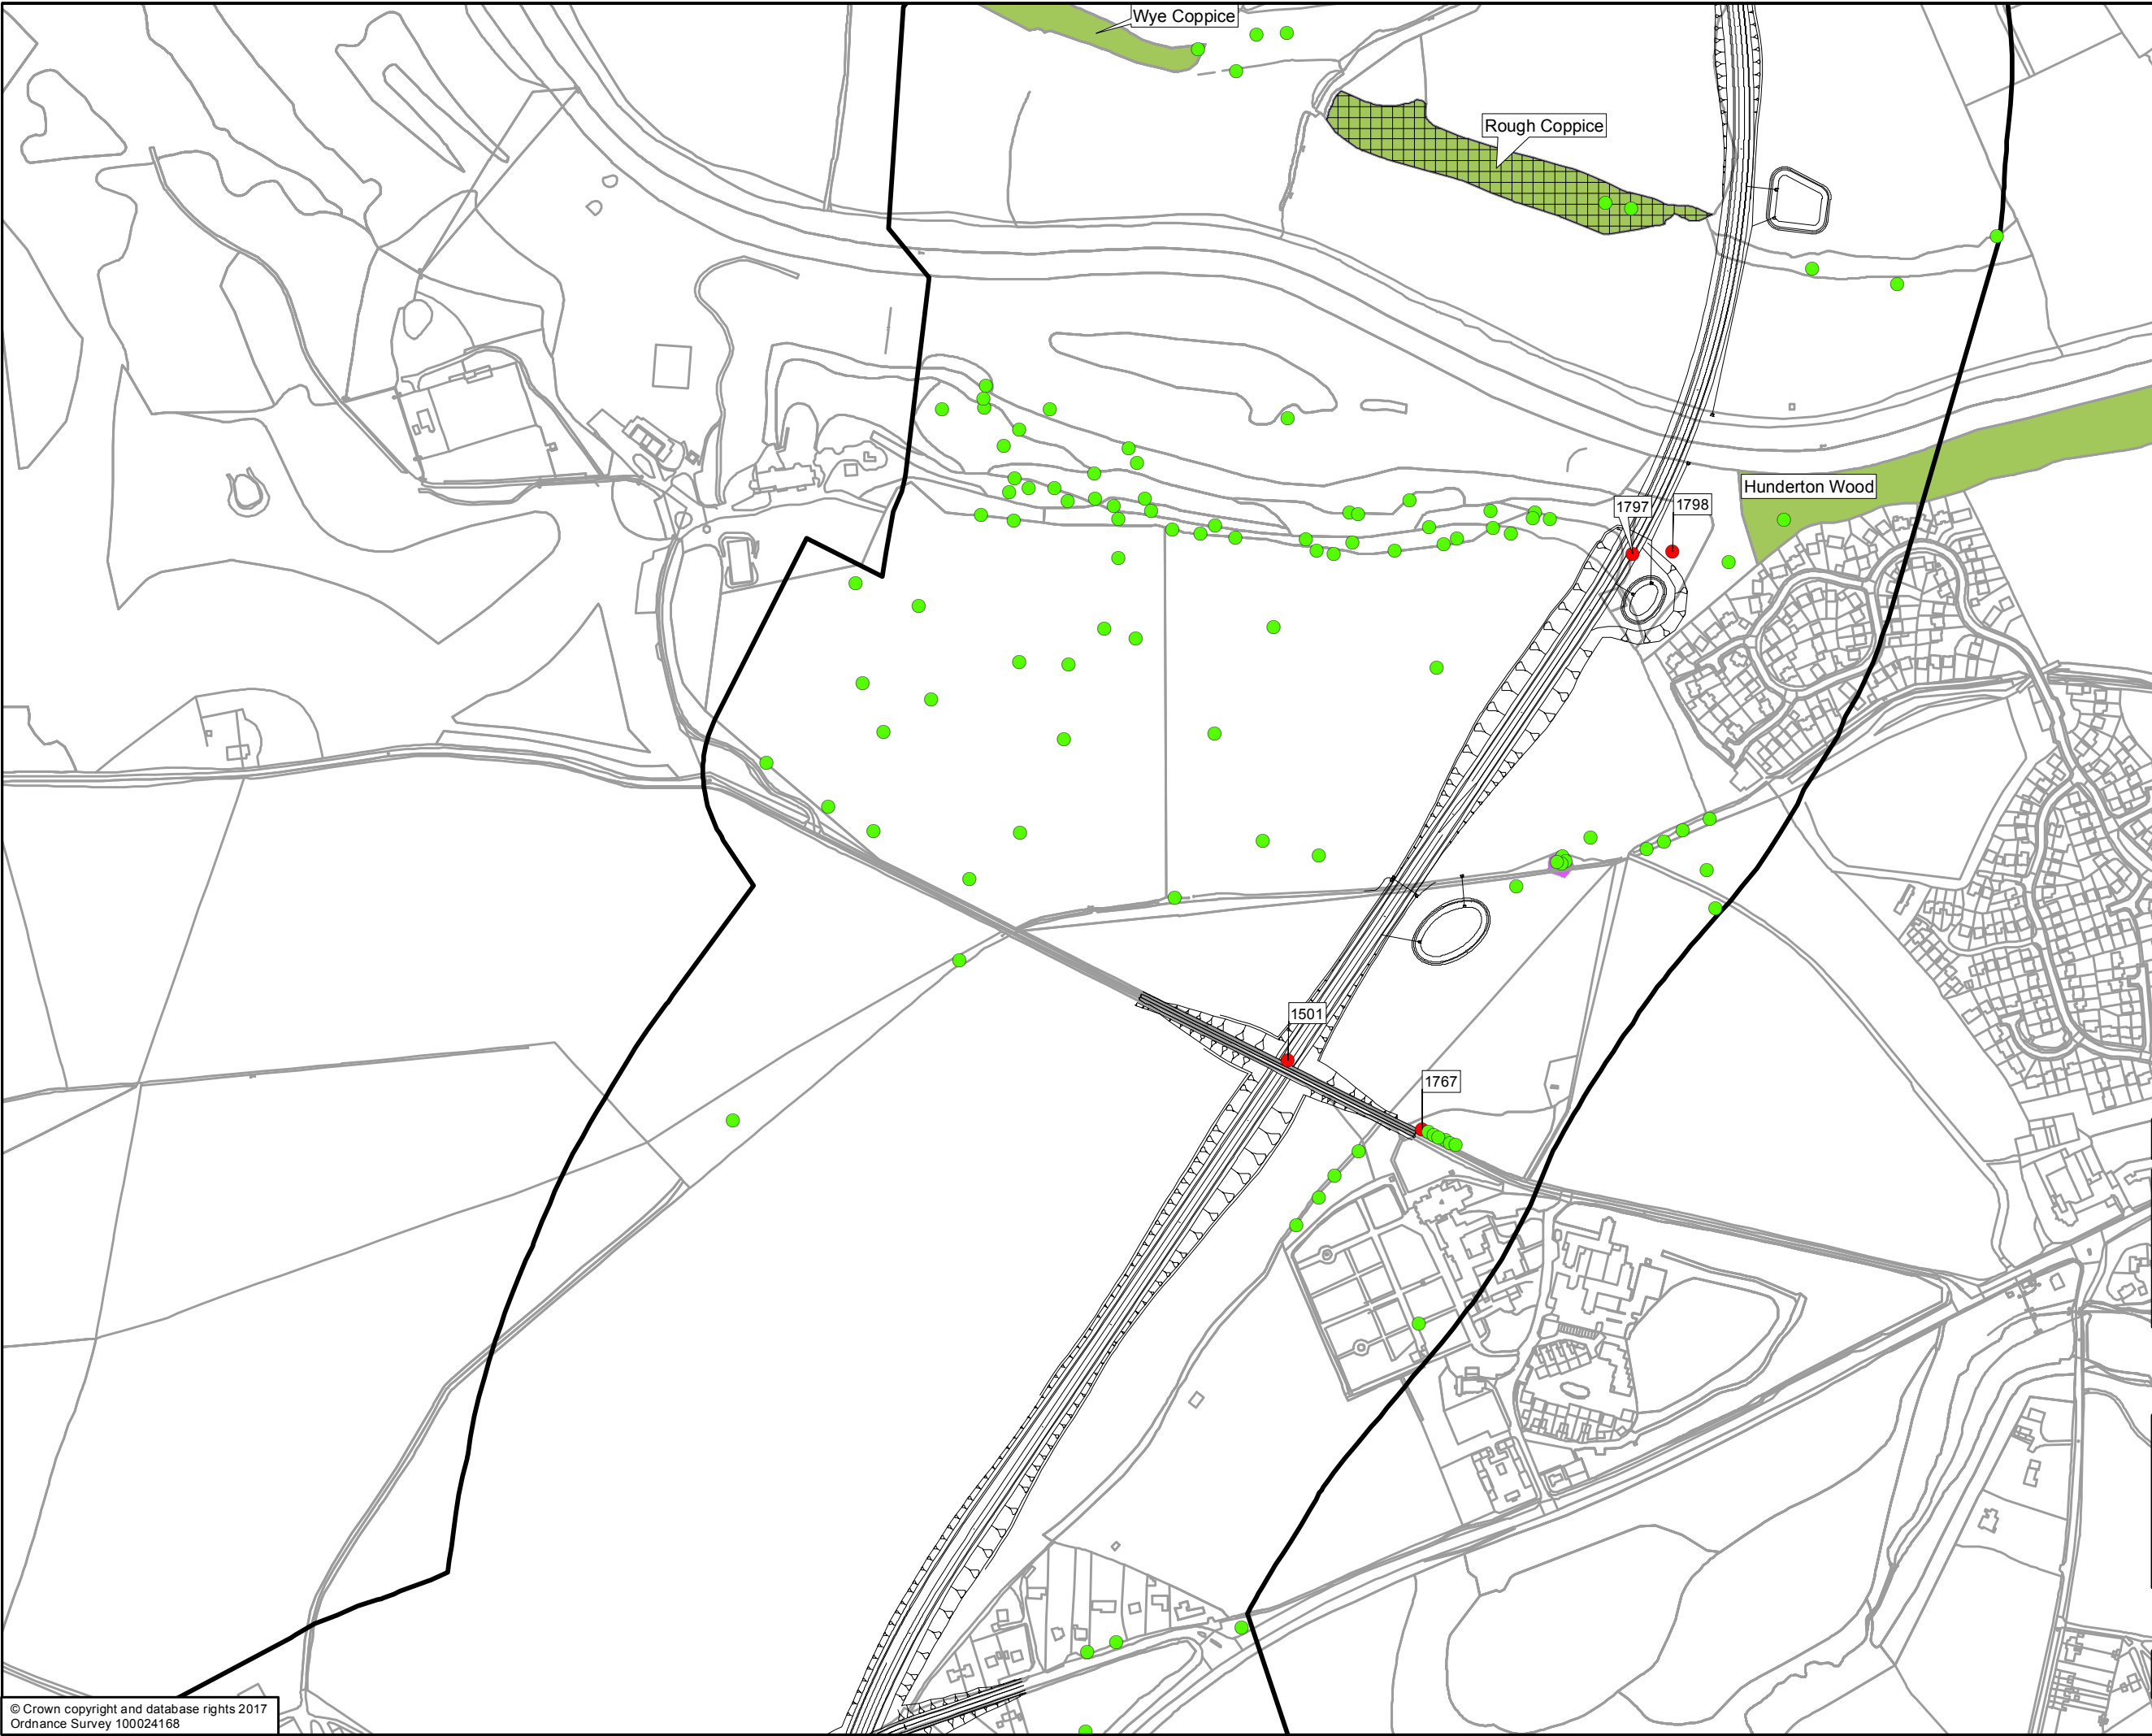 Wye Coppice
Rough Coppice
Hunderton Wood
1797
1798
1501
1767
© Crown copyright and database rights 2017
Ordnance Survey 100024168